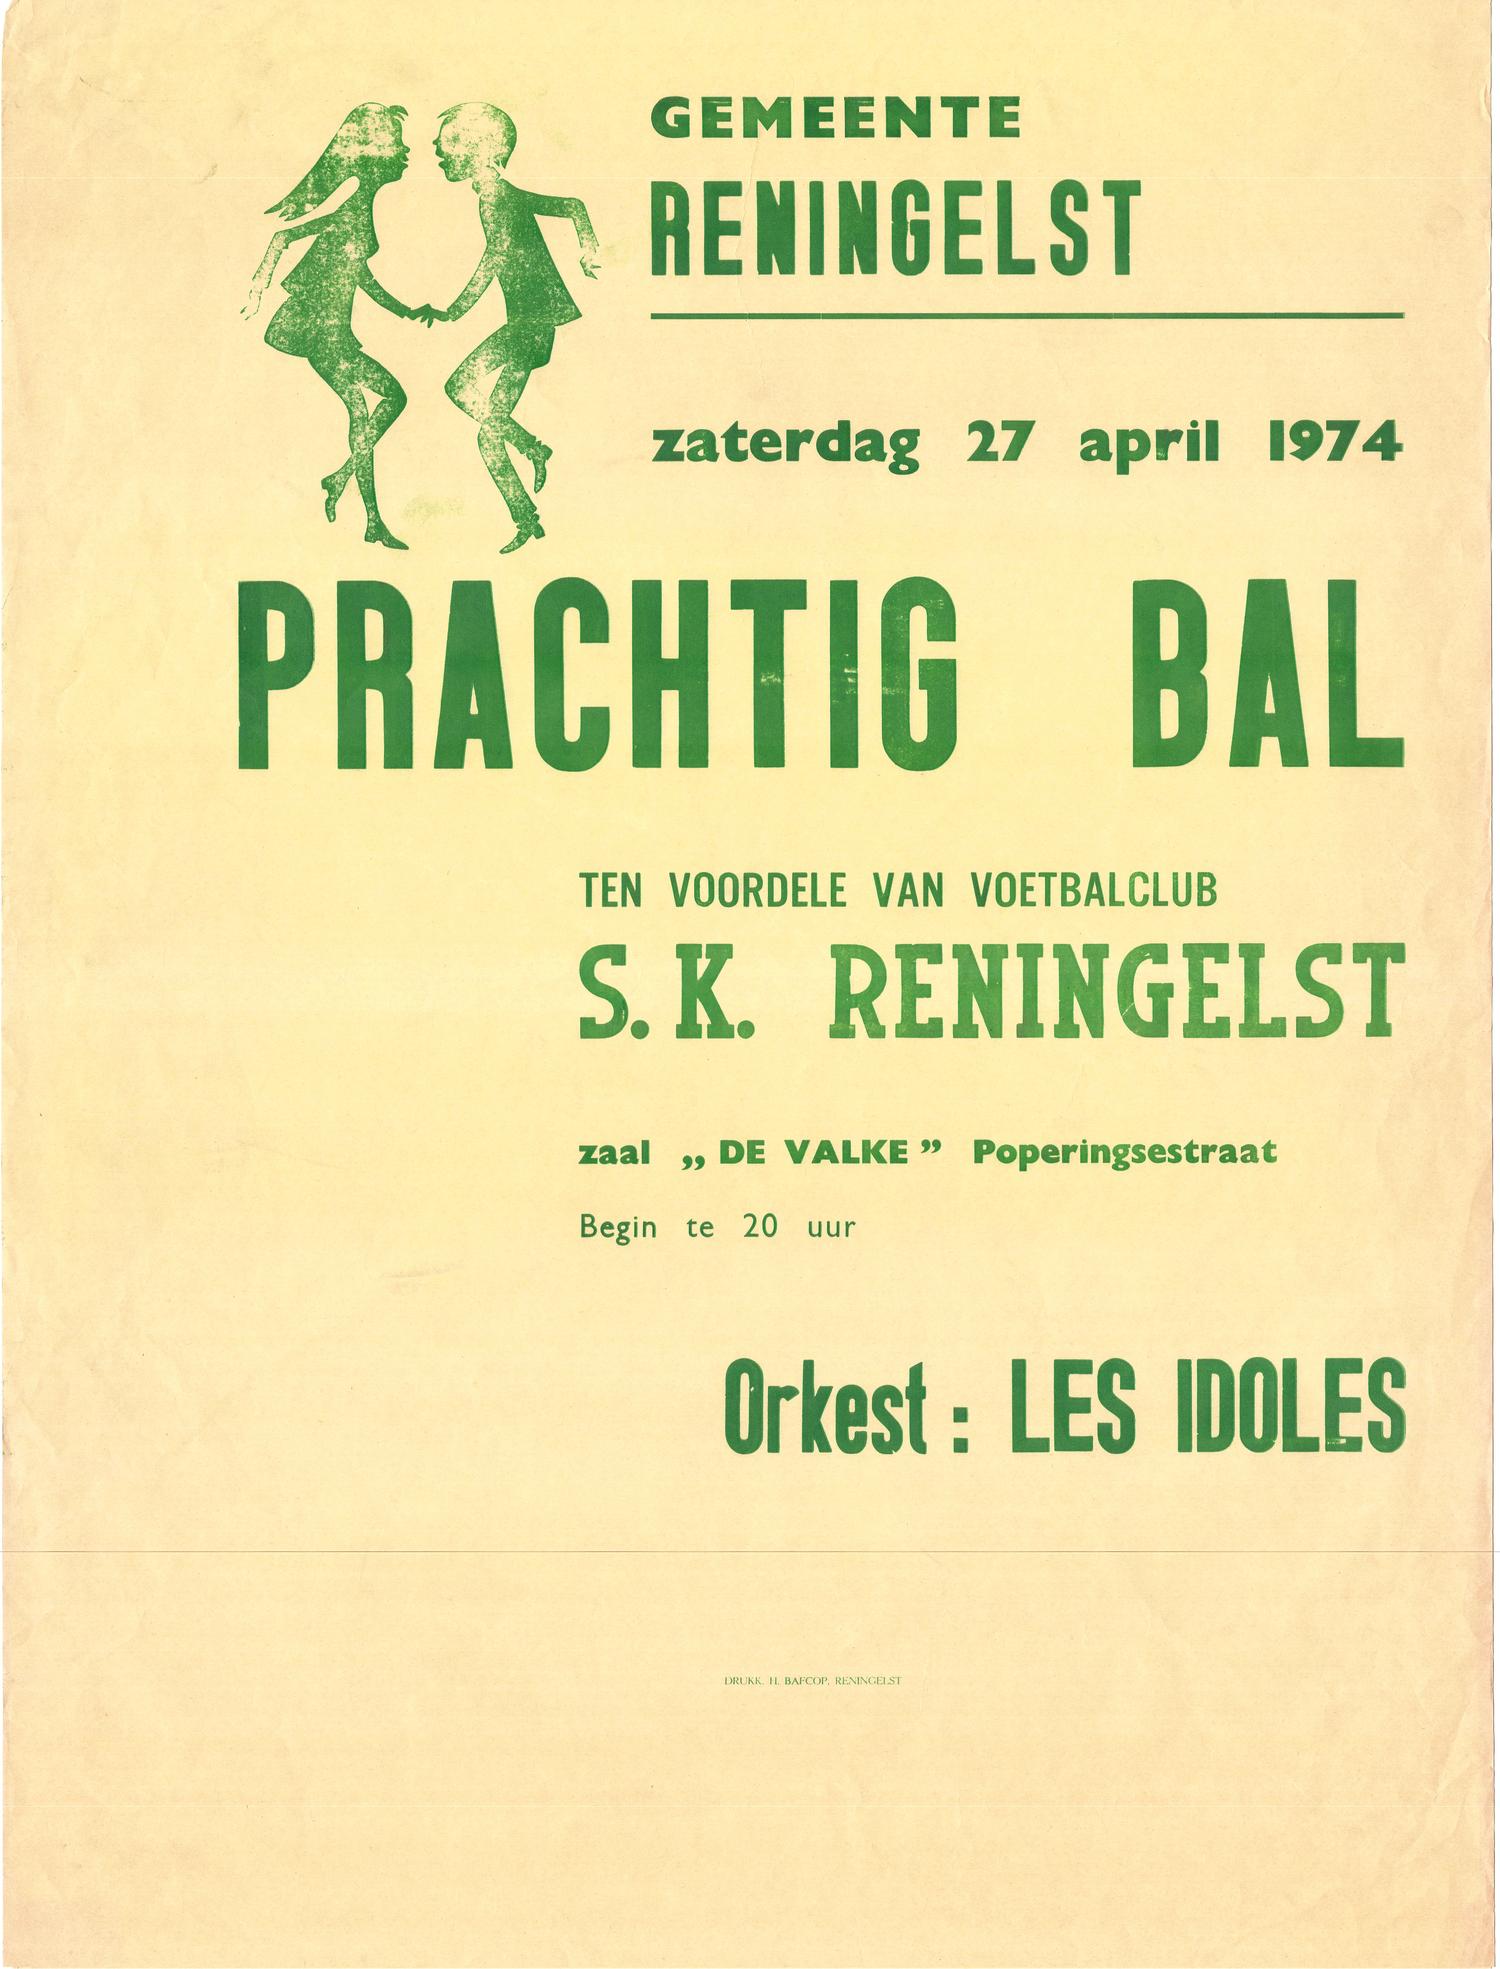 GEMEENTE
RENINGELST
zaterdag 27 april 1974
PRACHTIG BAL
TEN VOORDELE VAN VOETBALCLUB
S. K. RENINGELST
zaal „ DE VALKE ” Poperingsestraat
Begin te 20 uur
Orkest : LES IDOLES
DRUKK. H. BAFCOP, RENINGELST